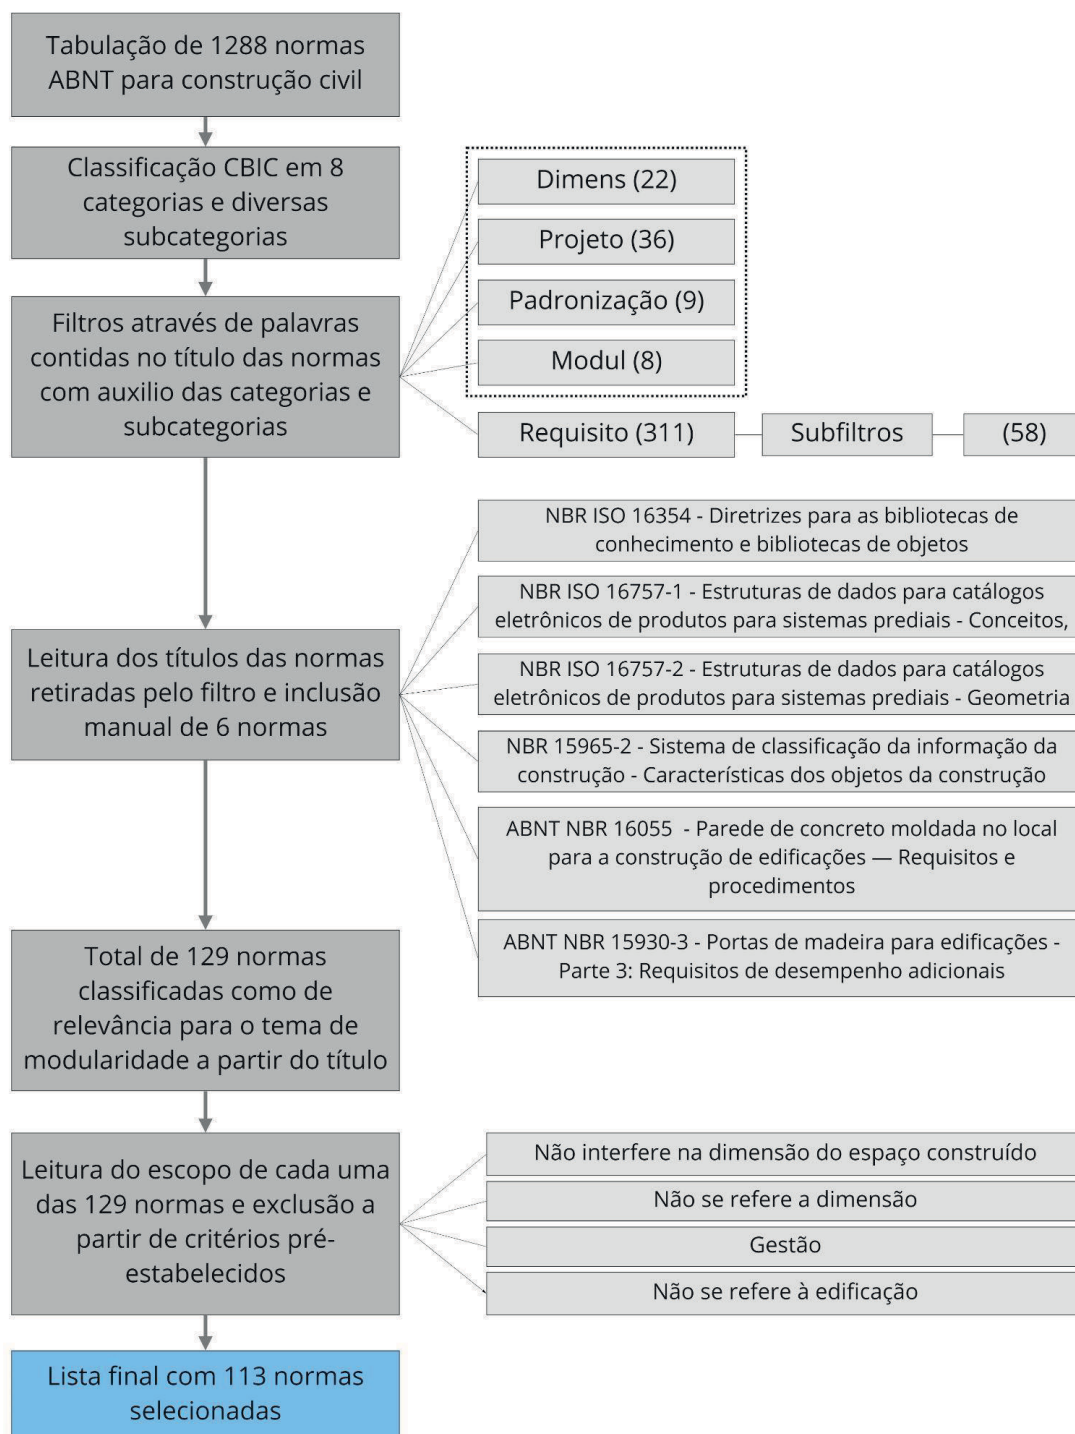 Tabulação de 1288 normas
ABNT para construção civil
Classificação CBIC em 8
categorias e diversas
subcategorias
Filtros através de palavras
contidas no título das normas
com auxilio das categorias e
subcategorias
Dimens (22)
Projeto (36)
Padronização (9)
Modul (8)
Requisito (311)
Subfiltros
(58)
Leitura dos títulos das normas
retiradas pelo filtro e inclusão
manual de 6 normas
NBR ISO 16354 - Diretrizes para as bibliotecas de
conhecimento e bibliotecas de objetos
NBR ISO 16757-1 - Estruturas de dados para catálogos
eletrônicos de produtos para sistemas prediais - Conceitos,
NBR ISO 16757-2 - Estruturas de dados para catálogos
eletrônicos de produtos para sistemas prediais - Geometria
NBR 15965-2 - Sistema de classificação da informação da
construção - Características dos objetos da construção
ABNT NBR 16055  - Parede de concreto moldada no local
para a construção de edificações — Requisitos e
procedimentos
ABNT NBR 15930-3 - Portas de madeira para edificações -
Parte 3: Requisitos de desempenho adicionais
Total de 129 normas
classificadas como de
relevância para o tema de
modularidade a partir do título
Leitura do escopo de cada uma
das 129 normas e exclusão a
partir de critérios pré-
estabelecidos
Não interfere na dimensão do espaço construído
Não se refere a dimensão
Gestão
Não se refere à edificação
Lista final com 113 normas
selecionadas